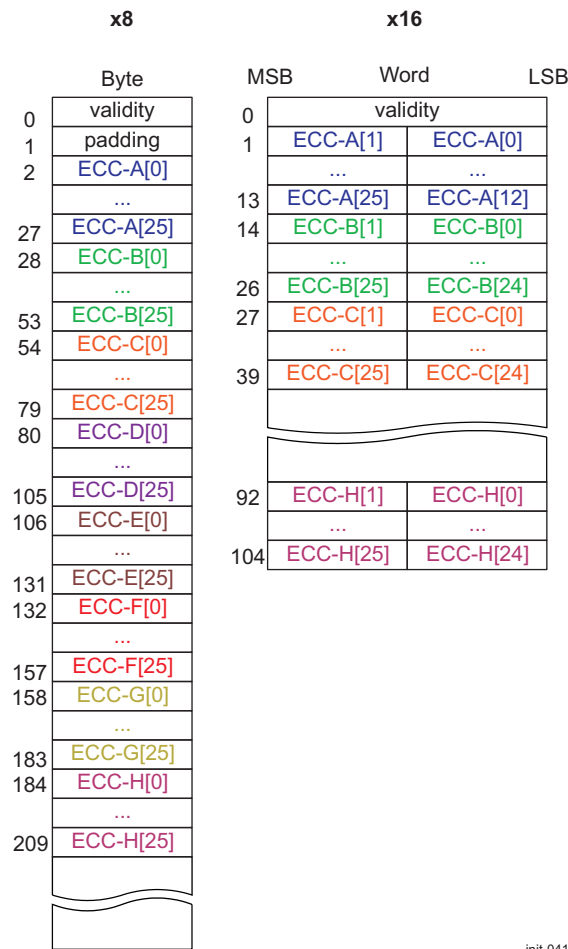 x8
x16
Byte
MSB Word LSB
0 validity
1 padding
2 ECC-A[0]
...
27 ECC-A[25]
28 ECC-B[0]
...
53 ECC-B[25]
54 ECC-C[0]
...
79 ECC-C[25]
80 ECC-D[0]
...
105 ECC-D[25]
106 ECC-E[0]
...
131 ECC-E[25]
132 ECC-F[0]
...
157 ECC-F[25]
158 ECC-G[0]
...
183 ECC-G[25]
184 ECC-H[0]
...
209 ECC-H[25]
0 validity
1 ECC-A[1] ECC-A[0]
... ...
13 ECC-A[25] ECC-A[12]
14 ECC-B[1] ECC-B[0]
... ...
26 ECC-B[25] ECC-B[24]
27 ECC-C[1] ECC-C[0]
... ...
39 ECC-C[25] ECC-C[24]
92 ECC-H[1] ECC-H[0]
... ...
104 ECC-H[25] ECC-H[24]
init-041